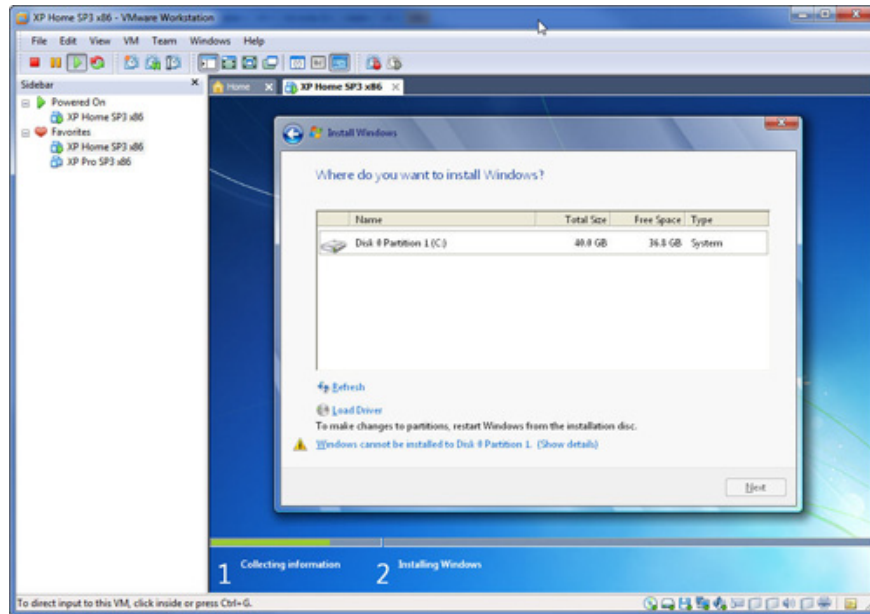 XP Home SP3 x86 - VMware Workstation
File Edit View VM Team Windows Help
Sidebar
Powered On
XP Home SP3 x86
Favorites
XP Home SP3 x86
XP Pro SP3 x86
Home
XP Home SP3 x86
Install Windows
Where do you want to install Windows?
Name Total Size Free Space Type
Disk 0 Partition 1 (C:) 40.0 GB 36.8 GB System
Refresh
Load Driver
To make changes to partitions, restart Windows from the installation disc.
Windows cannot be installed to Disk 0 Partition 1. (Show details)
Next
1 Collecting information
2 Installing Windows
To direct input to this VM, click inside or press Ctrl+G.